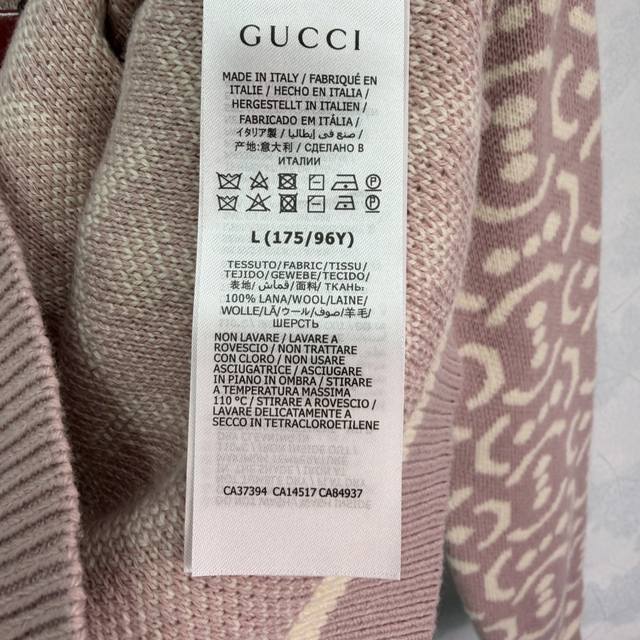 GUCCI
MADE IN ITALY / FABRIQUÉ EN
ITALIE / HECHO EN ITALIA /
HERGESTELLT IN ITALIEN /
FABRICADO EM ITÁLIA /
イタリア製 / صنع في إيطاليا /
产地:意大利 / СДЕЛАНО В
ИТАЛИИ
L (175/96Y)
TESSUTO/FABRIC/TISSU/
TEJIDO/GEWEBE/TECIDO/
表地/قماش/面料/ ТКАНЬ:
100% LANA/WOOL/LAINE/
WOLLE/LÃ/ウール/صوف/羊毛/
ШЕРСТЬ
NON LAVARE / LAVARE A
ROVESCIO / NON TRATTARE
CON CLORO / NON USARE
ASCIUGATRICE / ASCIUGARE
IN PIANO IN OMBRA / STIRARE
A TEMPERATURA MASSIMA
110 °C / STIRARE A ROVESCIO /
LAVARE DELICATAMENTE A
SECCO IN TETRACLOROETILENE
CA37394 CA14517 CA84937